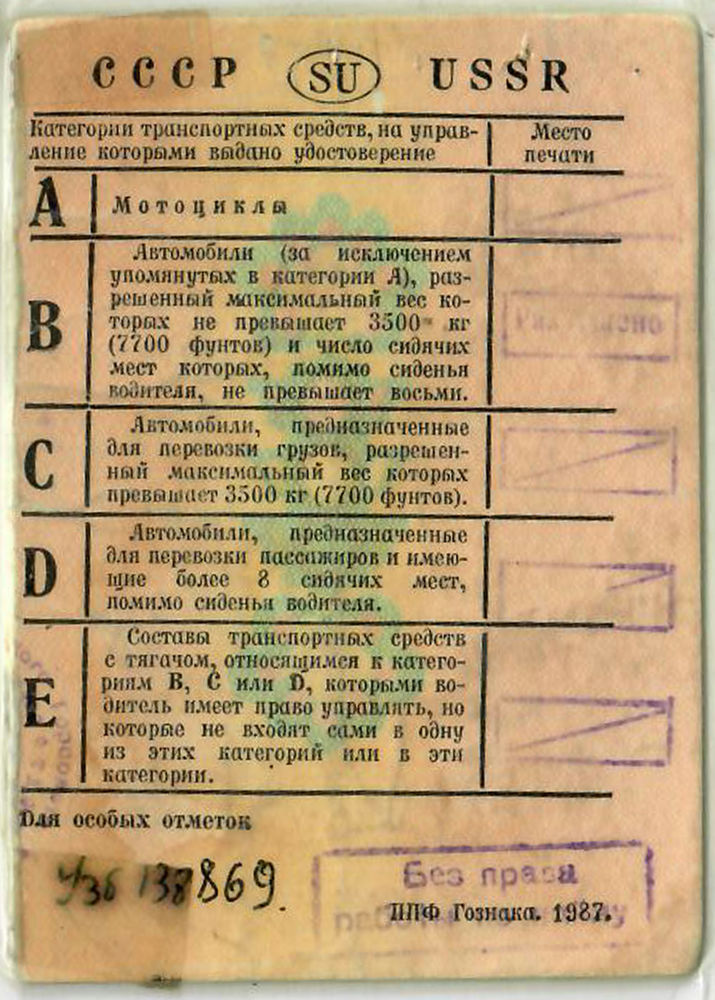 СССР SU USSR
Категории транспортных средств, на управ-
ление которыми выдано удостоверение
Место
печати
A Мотоциклы
B
Автомобили (за исключением
упомянутых в категории А), раз-
решенный максимальный вес ко-
торых не превышает 3500 кг
(7700 фунтов) и число сидячих
мест которых, помимо сиденья
водителя, не превышает восьми.
C
Автомобили, предназначенные
для перевозки грузов, разрешен-
ный максимальный вес которых
превышает 3500 кг (7700 фунтов).
D
Автомобили, предназначенные
для перевозки пассажиров и имею-
щие более 8 сидячих мест,
помимо сиденья водителя.
E
Составы транспортных средств
с тягачом, относящимся к катего-
риям B, C или D, которыми во-
дитель имеет право управлять, но
которые не входят сами в одну
из этих категорий или в эти
категории.
Для особых отметок
138869.
Без права
ППФ Гознака. 1987.